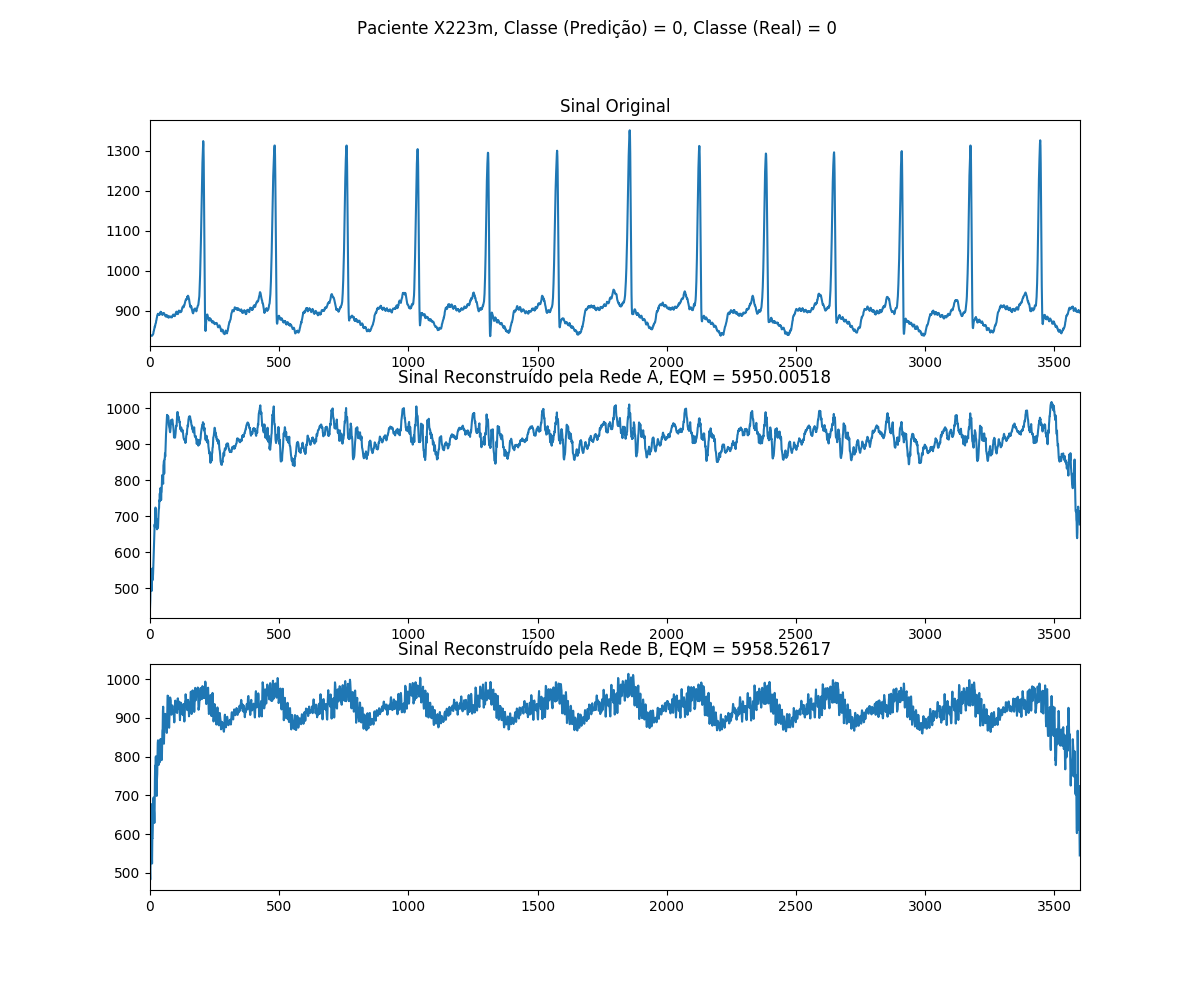 Paciente X223m, Classe (Predição) = 0, Classe (Real) = 0
Sinal Original
1300
1200
1100
1000
900
0 500 1000 1500 2000 2500 3000 3500
Sinal Reconstruído pela Rede A, EQM = 5950.00518
1000
900
800
700
600
500
0 500 1000 1500 2000 2500 3000 3500
Sinal Reconstruído pela Rede B, EQM = 5958.52617
1000
900
800
700
600
500
0 500 1000 1500 2000 2500 3000 3500